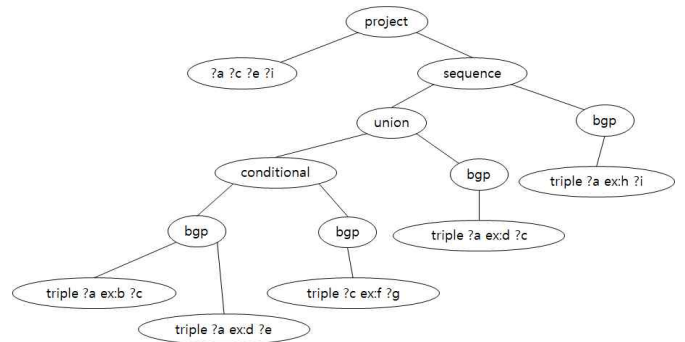 project
?a ?c ?e ?i
sequence
union
bgp
conditional
bgp
triple ?a ex:h ?i
bgp
bgp
triple ?a ex:d ?c
triple ?a ex:b ?c
triple ?c ex:f ?g
triple ?a ex:d ?e